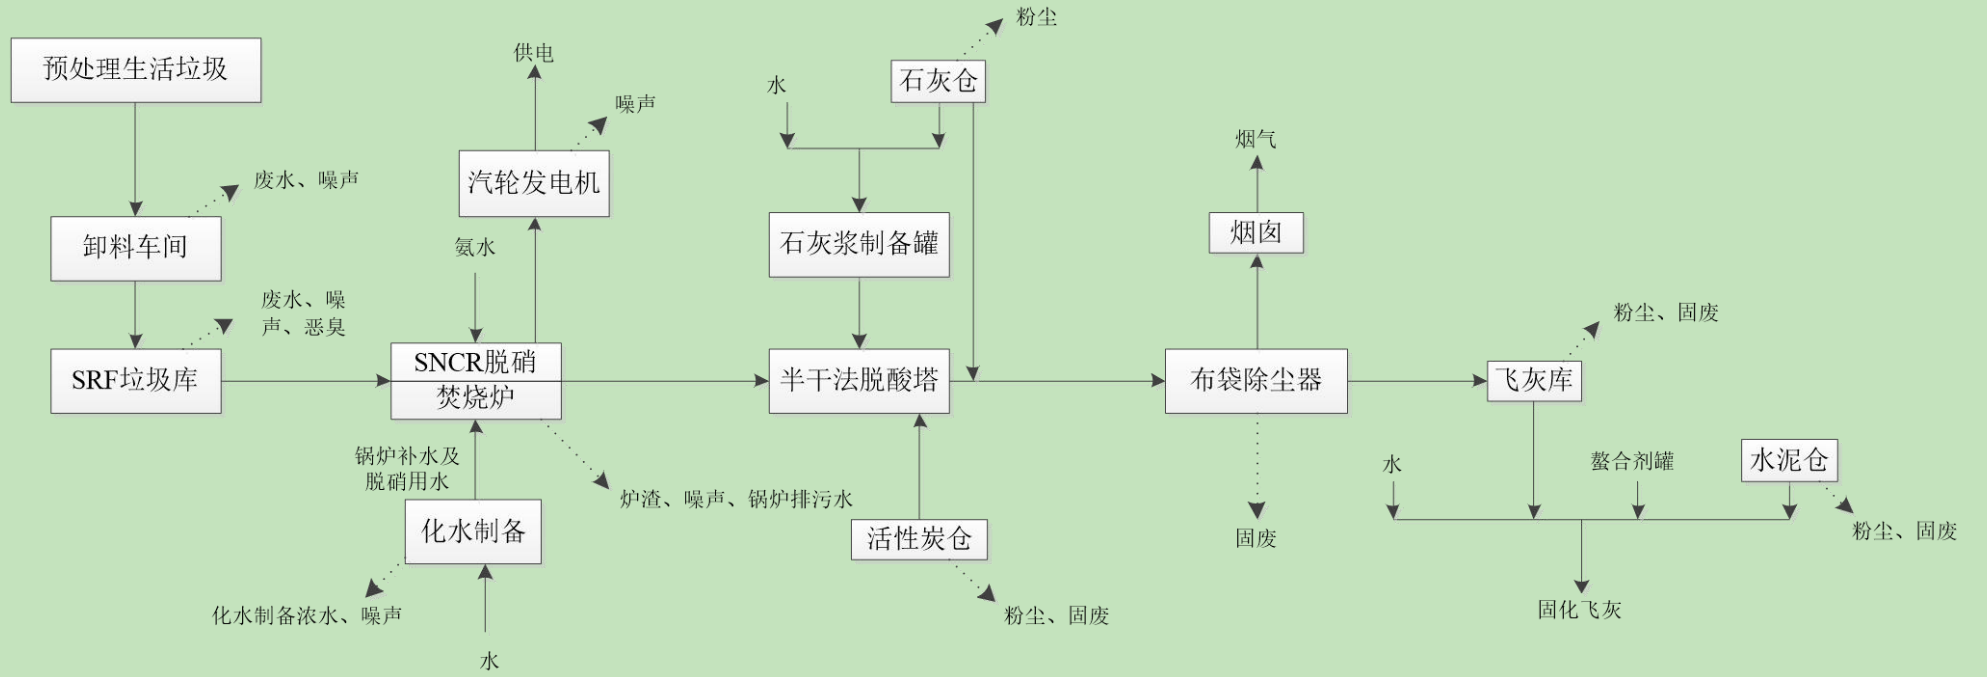 粉尘
预处理生活垃圾
供电
水
石灰仓
噪声
烟气
汽轮发电机
废水、噪声
卸料车间
氨水
石灰浆制备罐
烟囱
废水、噪
声、恶臭
粉尘、固废
SRF垃圾库
SNCR脱硝
焚烧炉
半干法脱酸塔
布袋除尘器
飞灰库
锅炉补水及
脱硝用水
水
螯合剂罐
水泥仓
炉渣、噪声、锅炉排污水
化水制备
活性炭仓
固废
粉尘、固废
化水制备浓水、噪声
粉尘、固废
固化飞灰
水